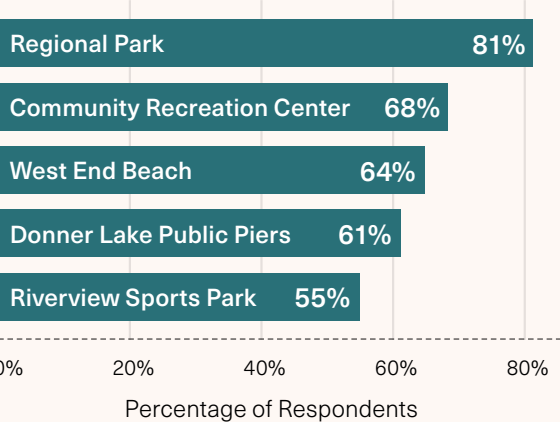 Regional Park 81%
Community Recreation Center 68%
West End Beach 64%
Donner Lake Public Piers 61%
Riverview Sports Park 55%
0% 20% 40% 60% 80%
Percentage of Respondents